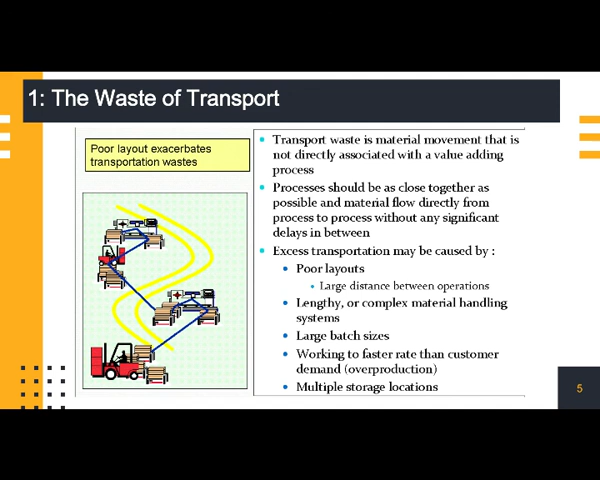 1: The Waste of Transport
Poor layout exacerbates
transportation wastes
Transport waste is material movement that is
not directly associated with a value adding
process
Processes should be as close together as
possible and material flow directly from
process to process without any significant
delays in between
Excess transportation may be caused by :
Poor layouts
Large distance between operations
Lengthy, or complex material handling
systems
Large batch sizes
Working to faster rate than customer
demand (overproduction)
Multiple storage locations
5